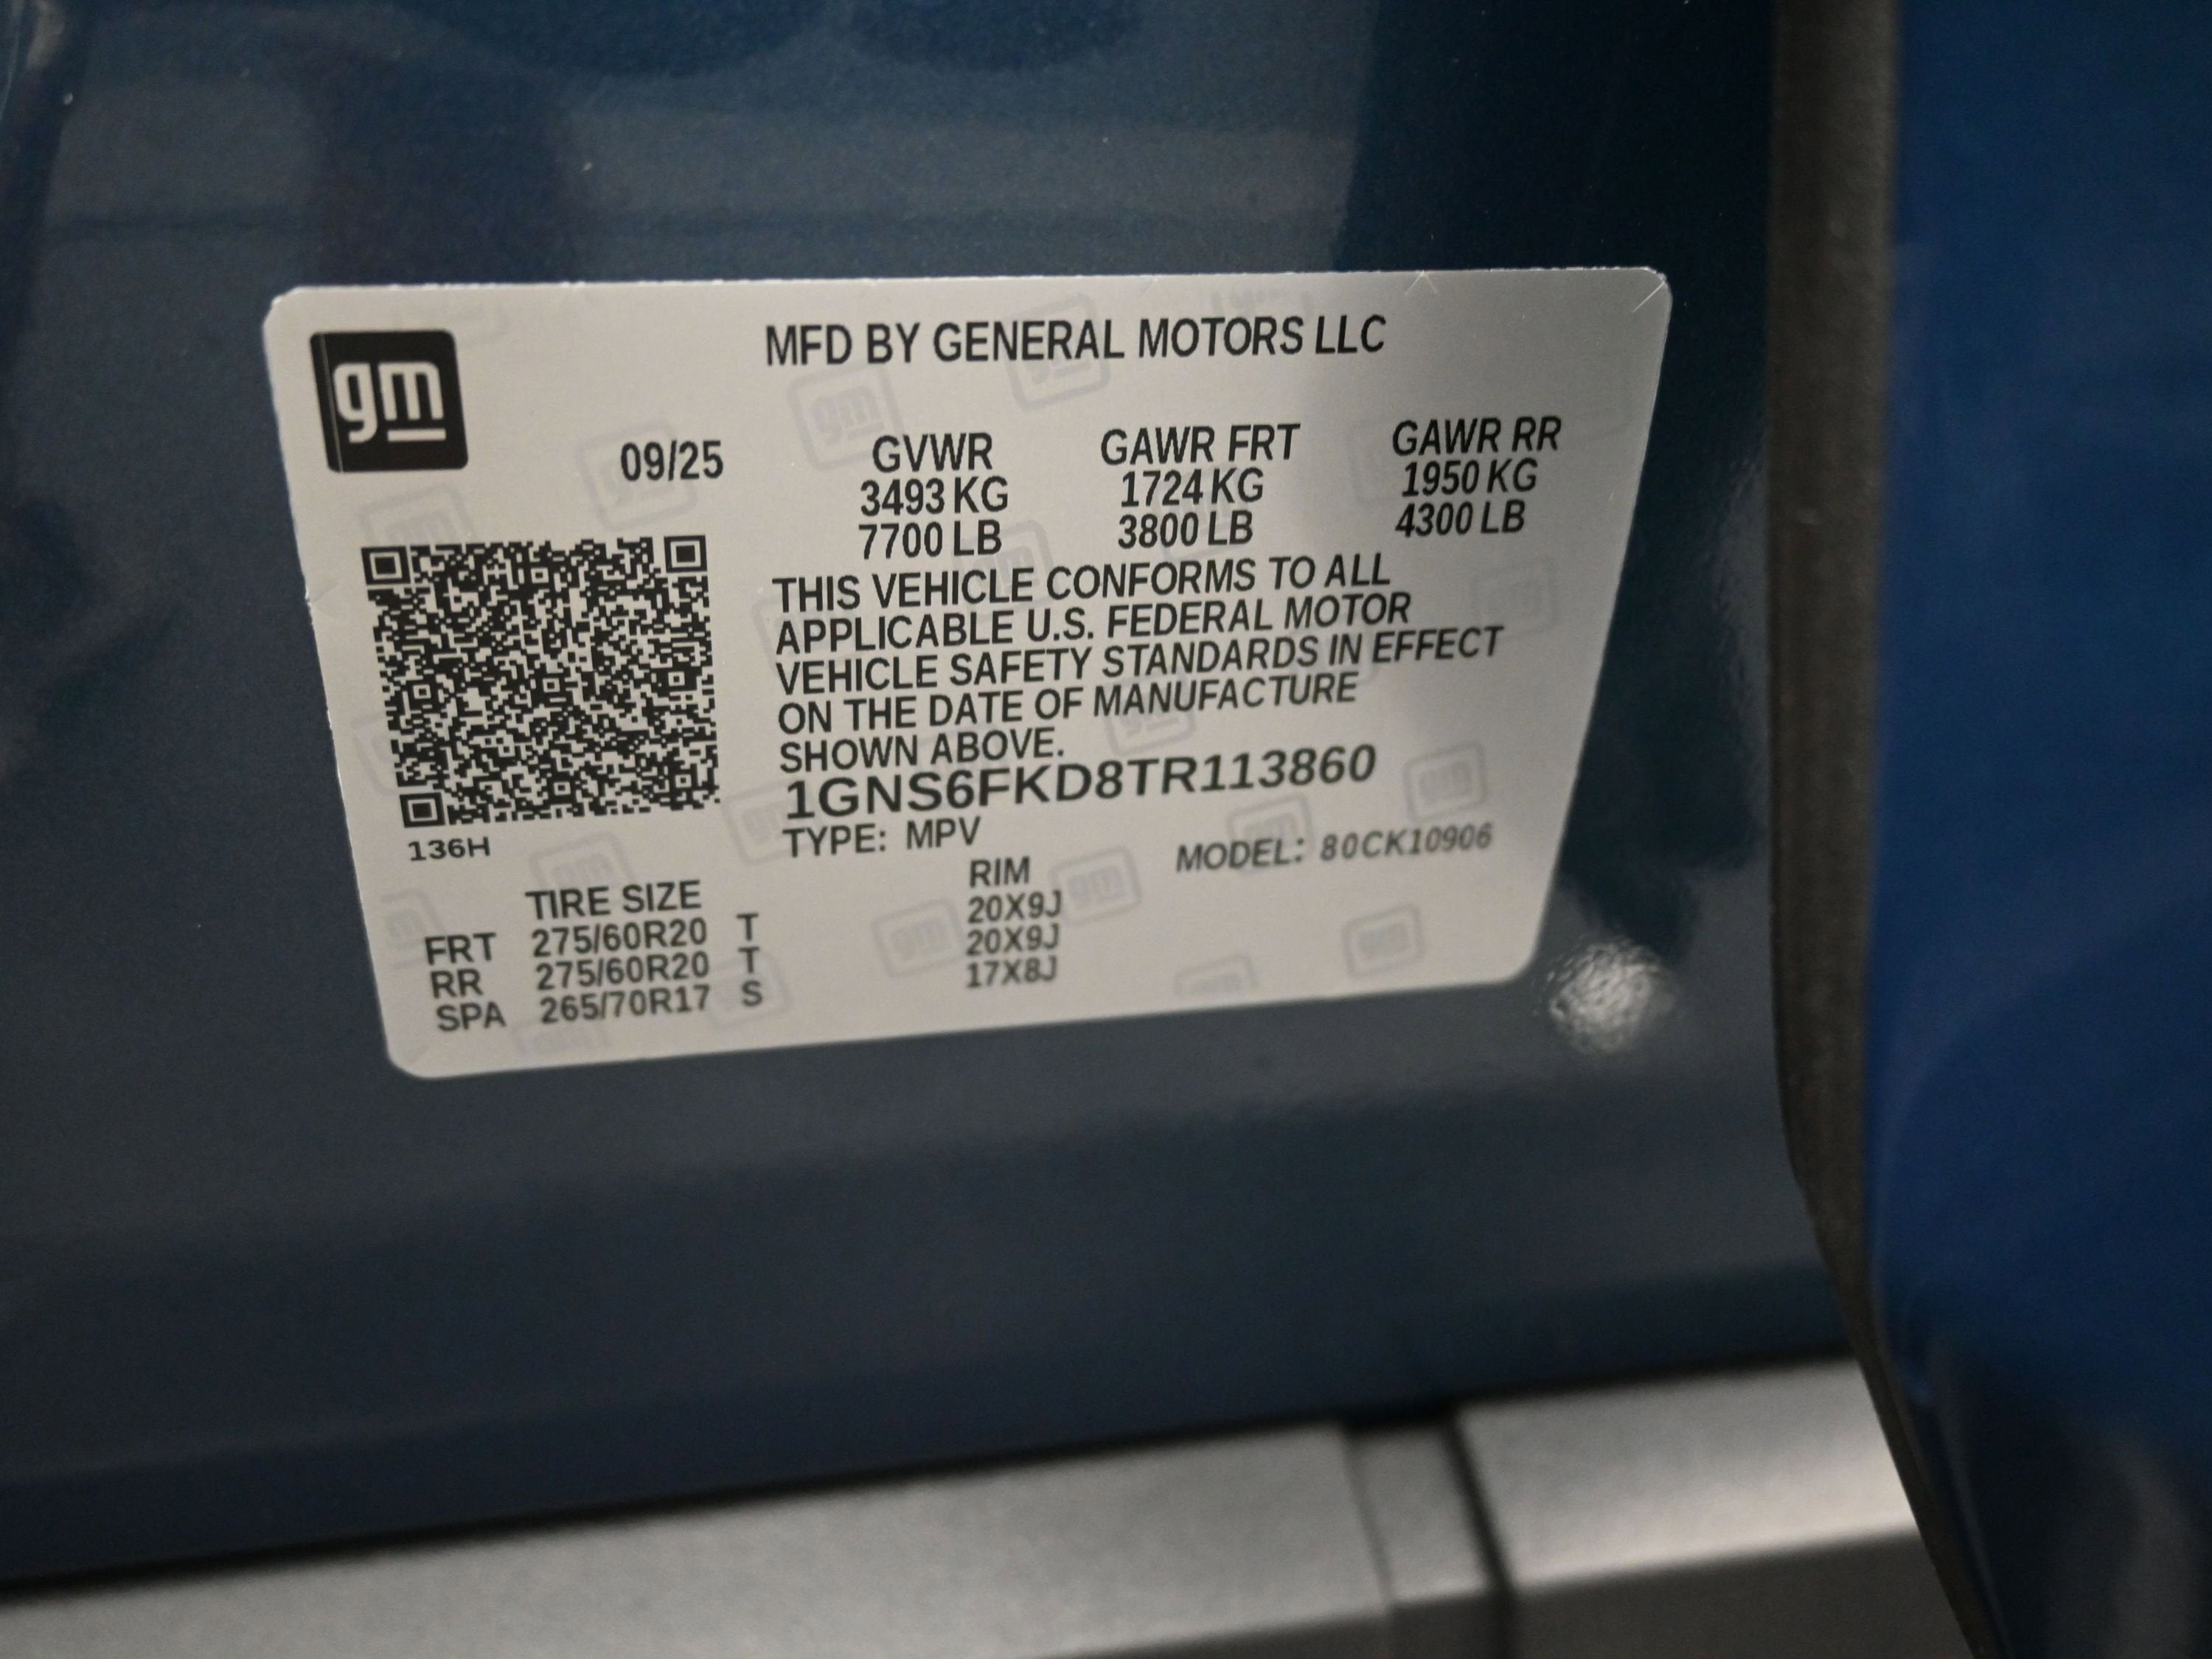 gm
MFD BY GENERAL MOTORS LLC
09/25 GVWR GAWR FRT GAWR RR
3493 KG 1724 KG 1950 KG
7700 LB 3800 LB 4300 LB
THIS VEHICLE CONFORMS TO ALL
APPLICABLE U.S. FEDERAL MOTOR
VEHICLE SAFETY STANDARDS IN EFFECT
ON THE DATE OF MANUFACTURE
SHOWN ABOVE.
1GNS6FKD8TR113860
136H
TYPE: MPV MODEL: 80CK10906
TIRE SIZE RIM
FRT 275/60R20 T 20X9J
RR 275/60R20 T 20X9J
SPA 265/70R17 S 17X8J